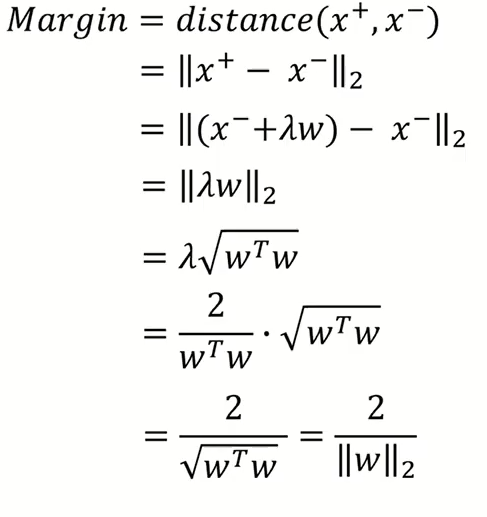 Margin = distance(x⁺, x⁻)
= ‖x⁺ − x⁻‖₂
= ‖(x⁻+λw) − x⁻‖₂
= ‖λw‖₂
= λ√(wᵀw)
= 2/(wᵀw) · √(wᵀw)
= 2/√(wᵀw) = 2/‖w‖₂